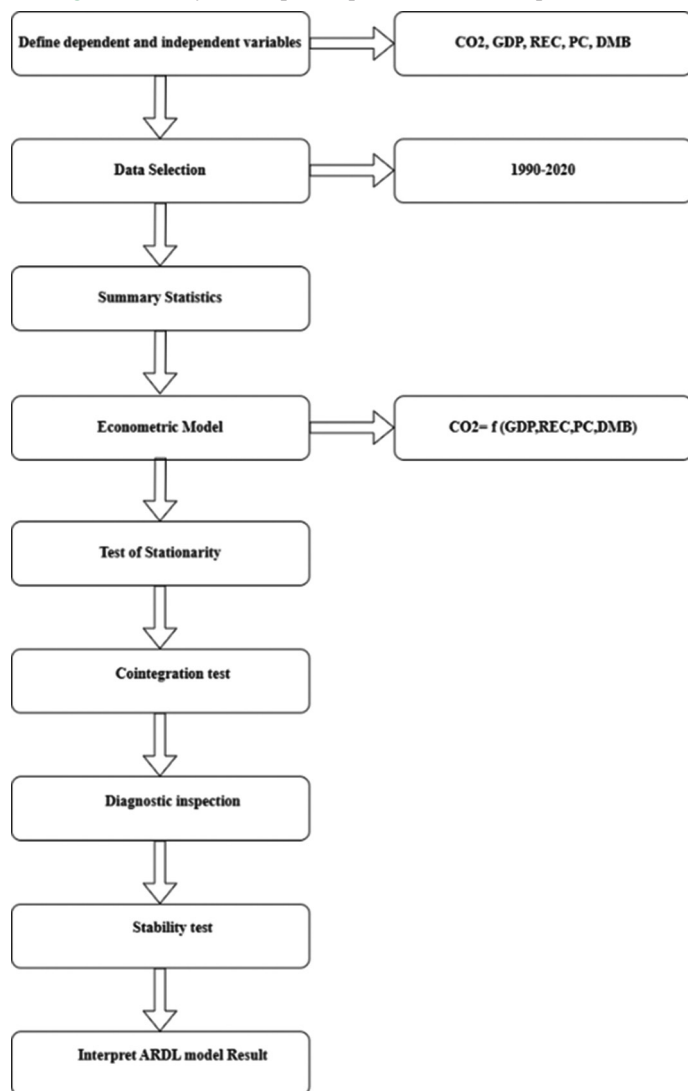 Define dependent and independent variables
CO2, GDP, REC, PC, DMB
Data Selection
1990-2020
Summary Statistics
Econometric Model
CO2= f (GDP,REC,PC,DMB)
Test of Stationarity
Cointegration test
Diagnostic inspection
Stability test
Interpret ARDL model Result